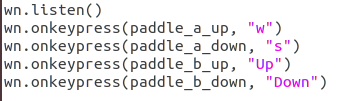 wn.listen()
wn.onkeypress(paddle_a_up, "w")
wn.onkeypress(paddle_a_down, "s")
wn.onkeypress(paddle_b_up, "Up")
wn.onkeypress(paddle_b_down, "Down")